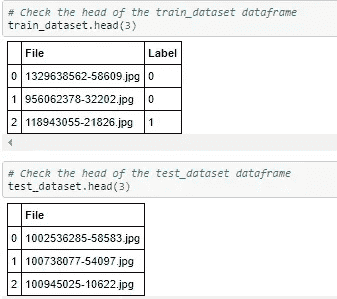 # Check the head of the train_dataset dataframe
train_dataset.head(3)
File Label
0 1329638562-58609.jpg 0
1 956062378-32202.jpg 0
2 118943055-21826.jpg 1
# Check the head of the test_dataset dataframe
test_dataset.head(3)
File
0 1002536285-58583.jpg
1 100738077-54097.jpg
2 100945025-10622.jpg